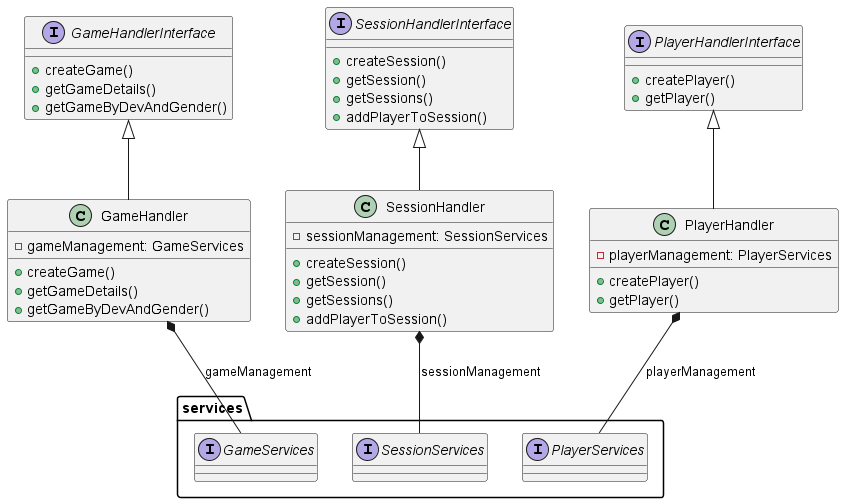 I GameHandlerInterface
createGame()
getGameDetails()
getGameByDevAndGender()
I SessionHandlerInterface
createSession()
getSession()
getSessions()
addPlayerToSession()
I PlayerHandlerInterface
createPlayer()
getPlayer()
C GameHandler
gameManagement: GameServices
createGame()
getGameDetails()
getGameByDevAndGender()
C SessionHandler
sessionManagement: SessionServices
createSession()
getSession()
getSessions()
addPlayerToSession()
C PlayerHandler
playerManagement: PlayerServices
createPlayer()
getPlayer()
gameManagement
sessionManagement
playerManagement
services
I GameServices
I SessionServices
I PlayerServices